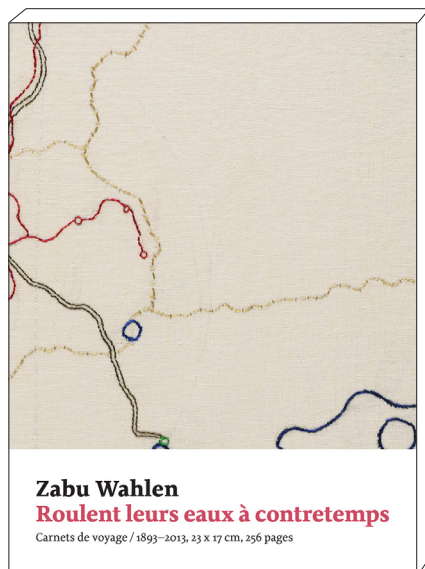 Zabu Wahlen
Roulent leurs eaux à contretemps
Carnets de voyage / 1893–2013, 23 x 17 cm, 256 pages